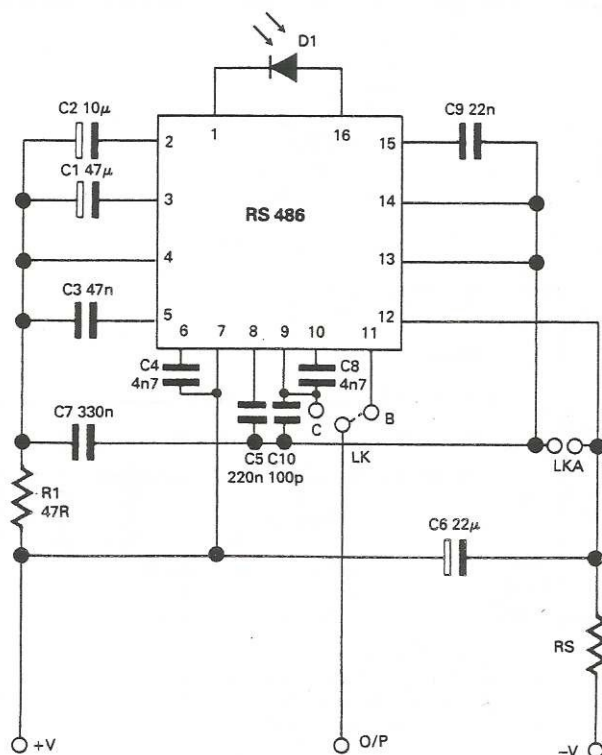 D1
C2 10µ
2
1
16
15
C9 22n
C1 47µ
3
RS 486
14
4
13
C3 47n
5
12
6
7
8
9
10
11
C4
4n7
C8
4n7
C
B
C7 330n
C5
220n
C10
100p
LK
LKA
R1
47R
C6 22µ
RS
+V
O/P
–V